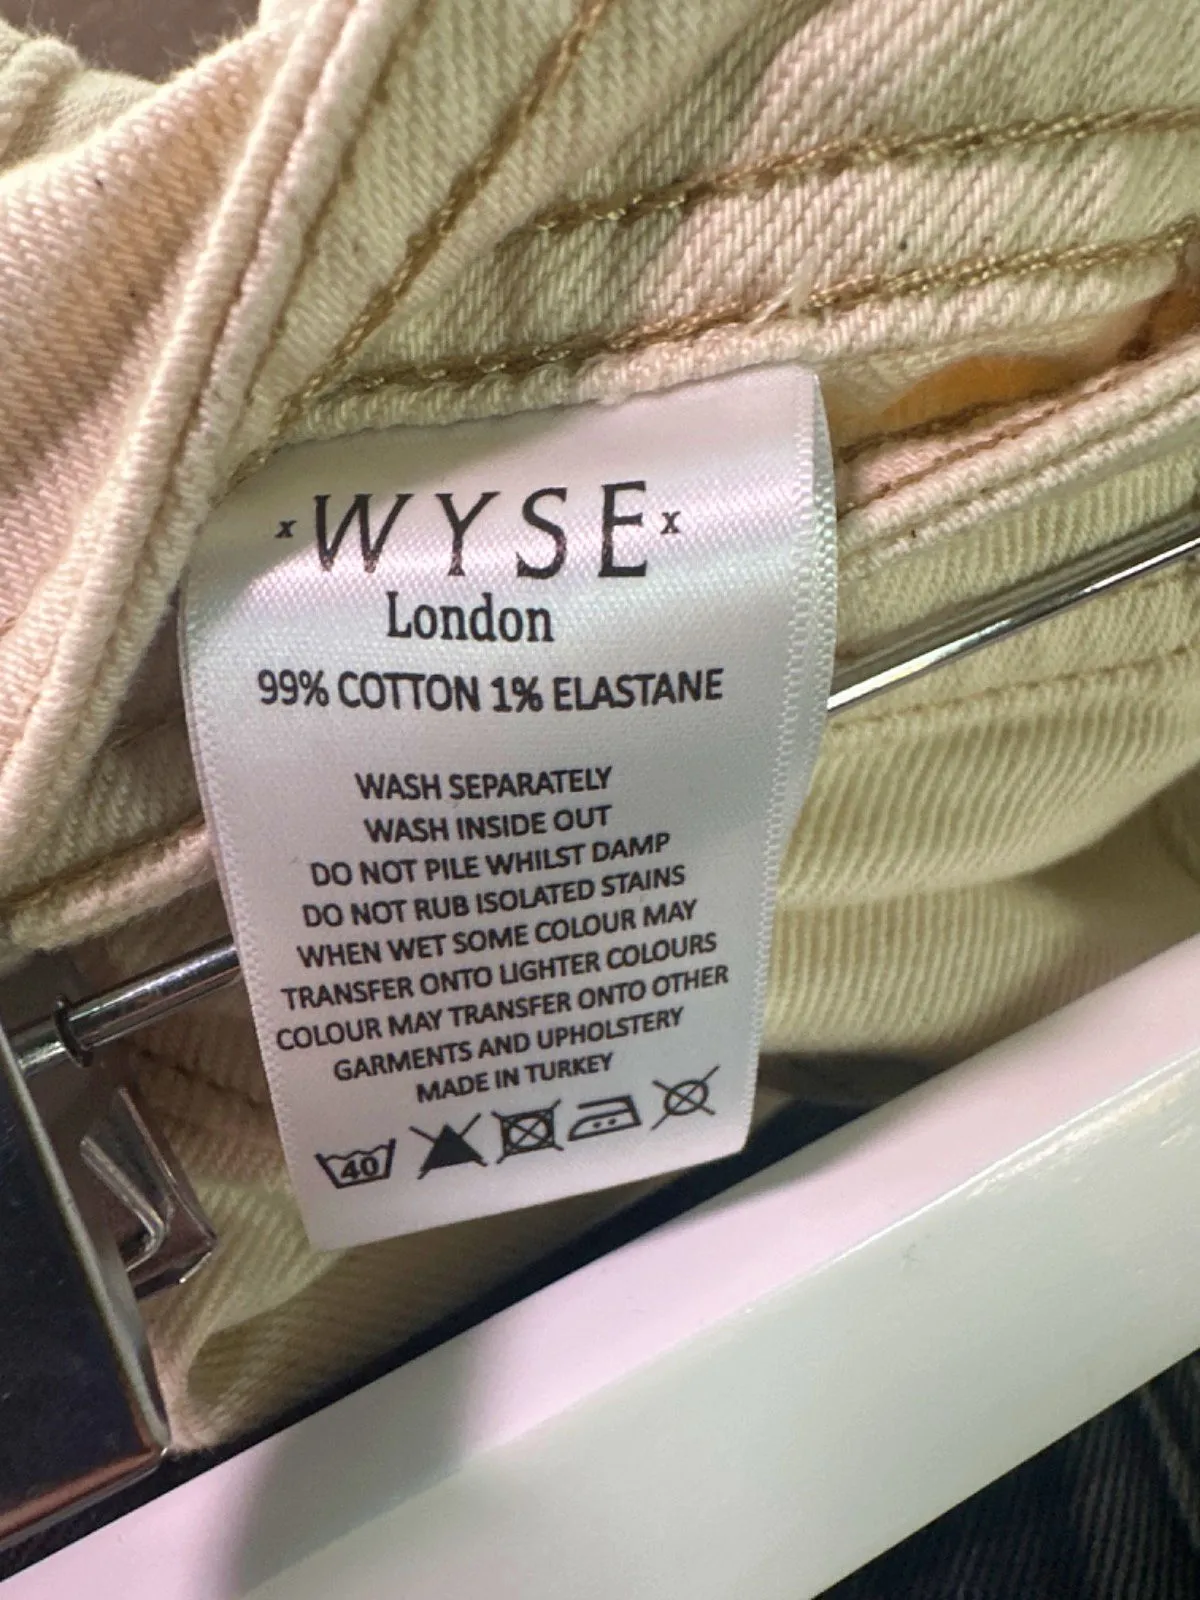 x WYSE x
London
99% COTTON 1% ELASTANE
WASH SEPARATELY
WASH INSIDE OUT
DO NOT PILE WHILST DAMP
DO NOT RUB ISOLATED STAINS
WHEN WET SOME COLOUR MAY
TRANSFER ONTO LIGHTER COLOURS
COLOUR MAY TRANSFER ONTO OTHER
GARMENTS AND UPHOLSTERY
MADE IN TURKEY
40